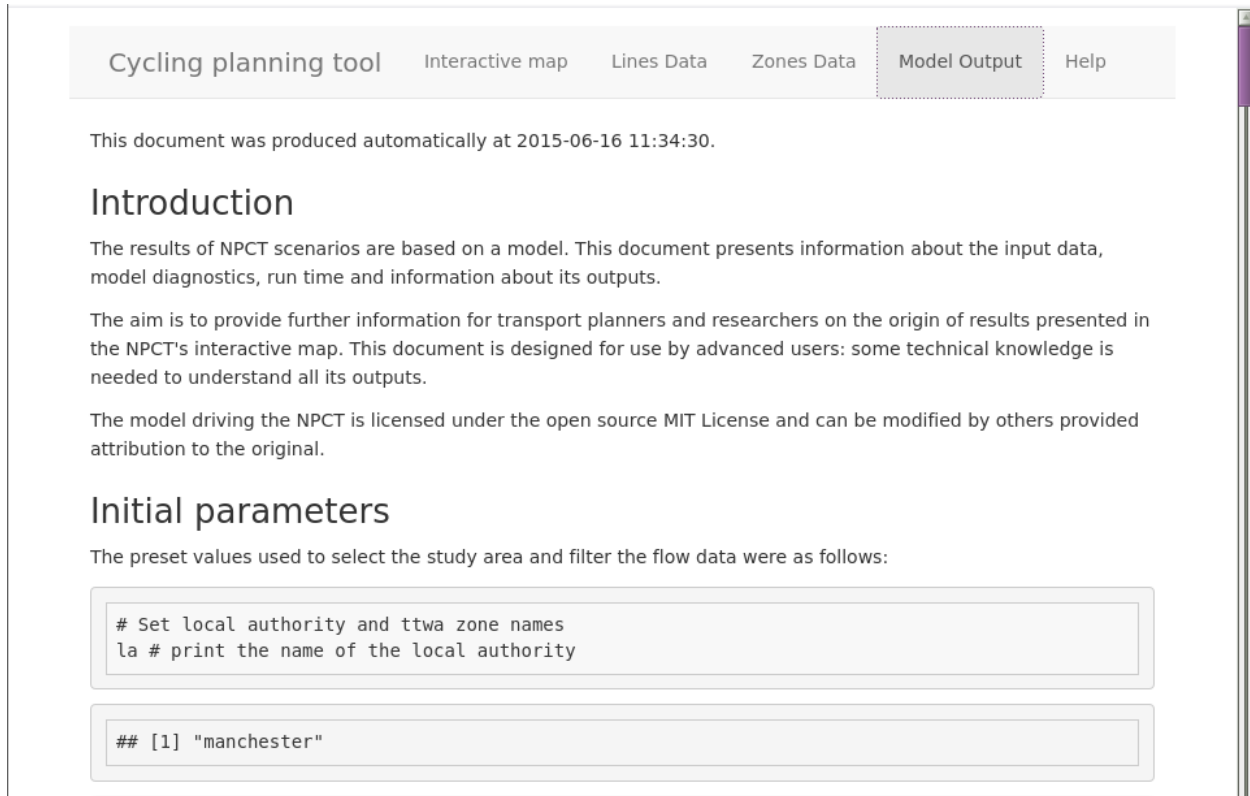 Cycling planning tool Interactive map Lines Data Zones Data Model Output Help
This document was produced automatically at 2015-06-16 11:34:30.
Introduction
The results of NPCT scenarios are based on a model. This document presents information about the input data,
model diagnostics, run time and information about its outputs.
The aim is to provide further information for transport planners and researchers on the origin of results presented in
the NPCT's interactive map. This document is designed for use by advanced users: some technical knowledge is
needed to understand all its outputs.
The model driving the NPCT is licensed under the open source MIT License and can be modified by others provided
attribution to the original.
Initial parameters
The preset values used to select the study area and filter the flow data were as follows:
# Set local authority and ttwa zone names
la # print the name of the local authority
## [1] "manchester"